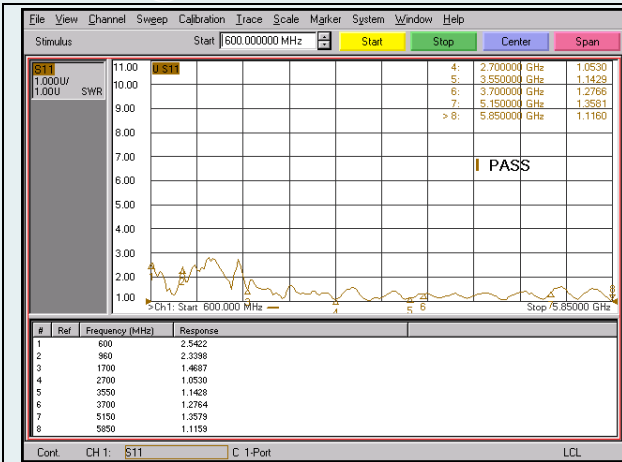 File View Channel Sweep Calibration Trace Scale Marker System Window Help
Stimulus Start 600.000000 MHz Start Stop Center Span
S11
1.000U/
1.00U SWR
11.00
10.00
9.00
8.00
7.00
6.00
5.00
4.00
3.00
2.00
1.00
U S11
4: 2.700000 GHz 1.0530
5: 3.550000 GHz 1.1429
6: 3.700000 GHz 1.2766
7: 5.150000 GHz 1.3581
> 8: 5.850000 GHz 1.1160
PASS
4 5 6
>Ch1: Start 600.000 MHz Stop 5.85000 GHz
# Ref Frequency (MHz) Response
1 600 2.5422
2 960 2.3398
3 1700 1.4687
4 2700 1.0530
5 3550 1.1428
6 3700 1.2764
7 5150 1.3579
8 5850 1.1159
Cont. CH 1: S11 C 1-Port LCL